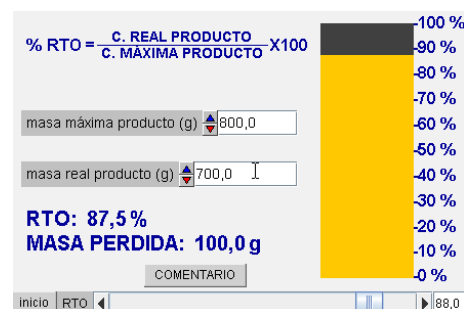 % RTO = C. REAL PRODUCTO X100
C. MÁXIMA PRODUCTO
masa máxima producto (g) 800,0
masa real producto (g) 700,0
RTO: 87,5 %
MASA PERDIDA: 100,0 g
COMENTARIO
100 %
90 %
80 %
70 %
60 %
50 %
40 %
30 %
20 %
10 %
0 %
inicio RTO 88,0